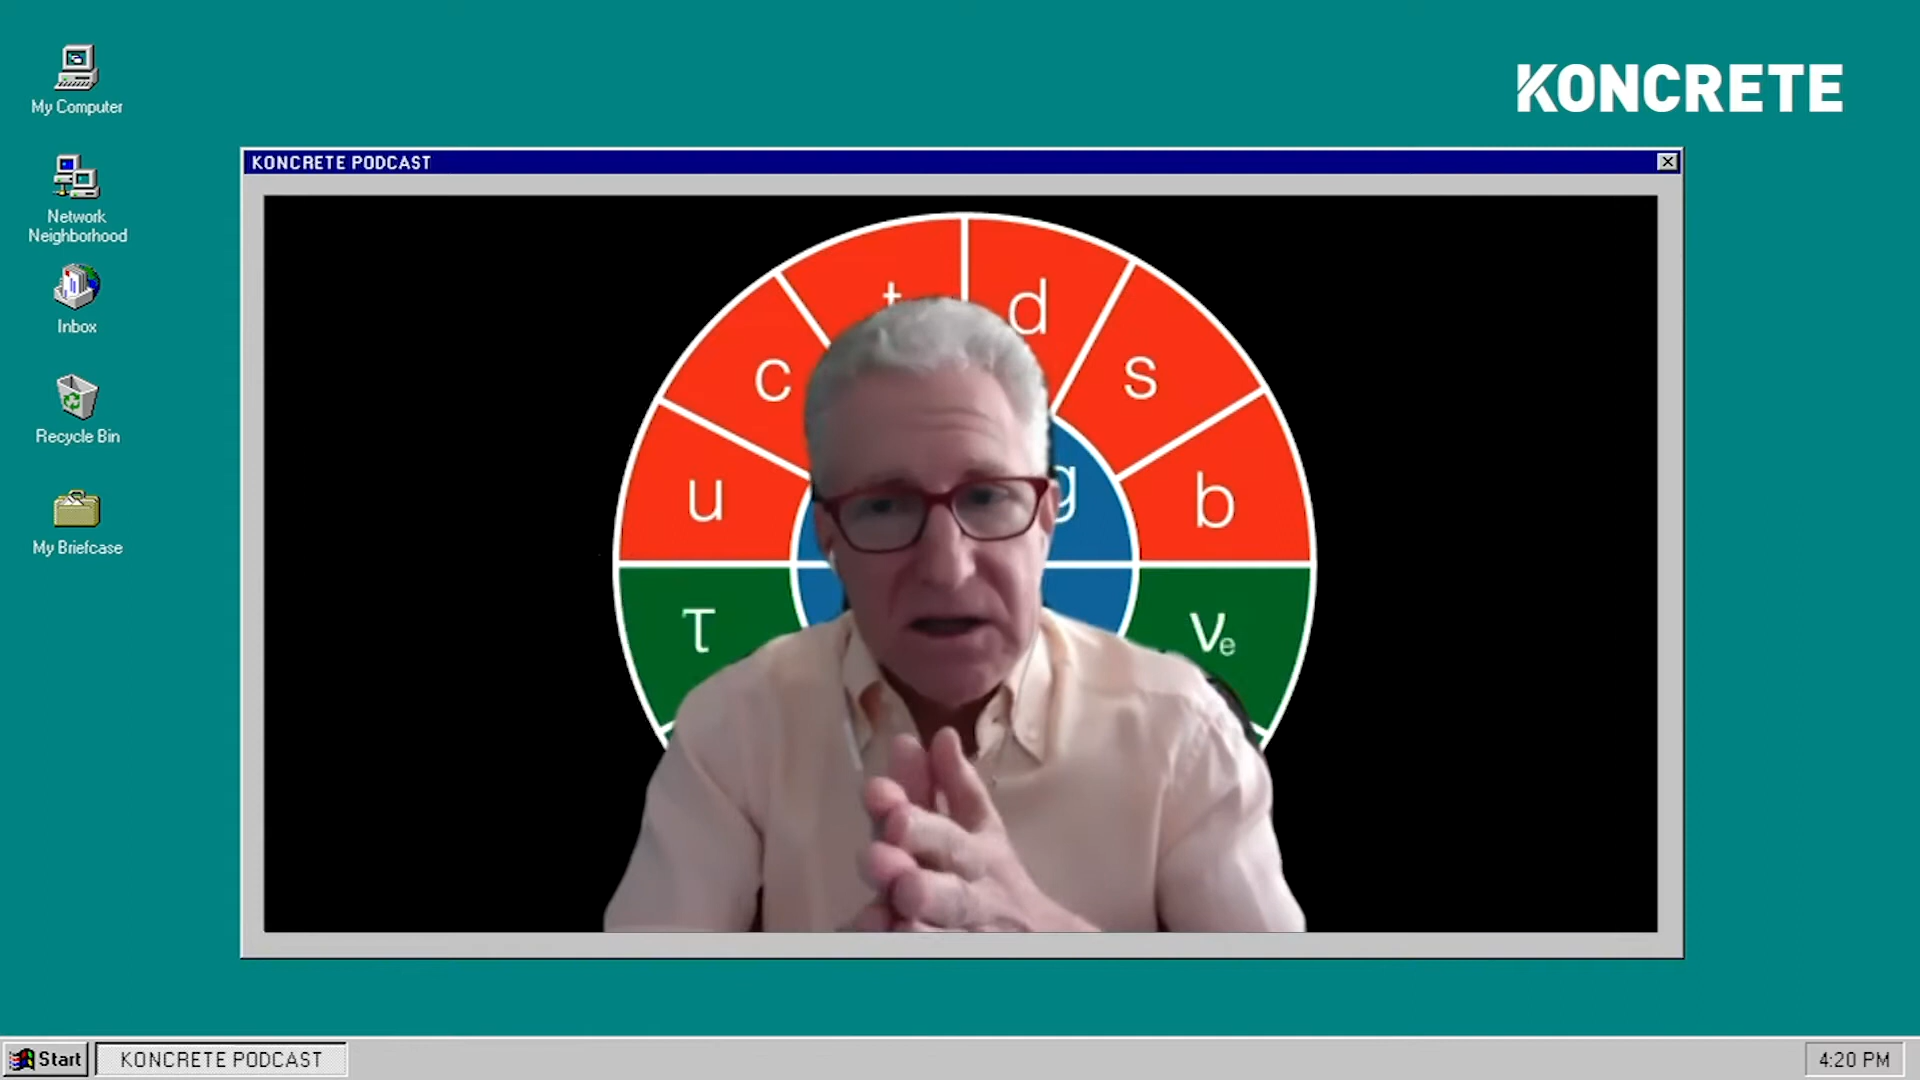 My Computer
Network
Neighborhood
Inbox
Recycle Bin
My Briefcase
KONCRETE
KONCRETE PODCAST
t
d
c
s
u
g
b
τ
νe
Start
KONCRETE PODCAST
4:20 PM